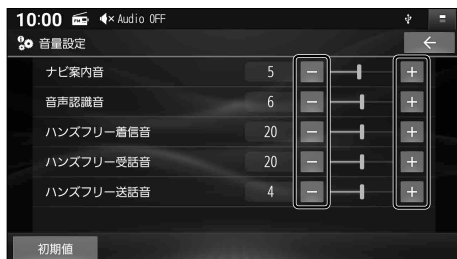 10:00 Audio OFF
音量設定
ナビ案内音 5 − +
音声認識音 6 − +
ハンズフリー着信音 20 − +
ハンズフリー受話音 20 − +
ハンズフリー送話音 4 − +
初期値